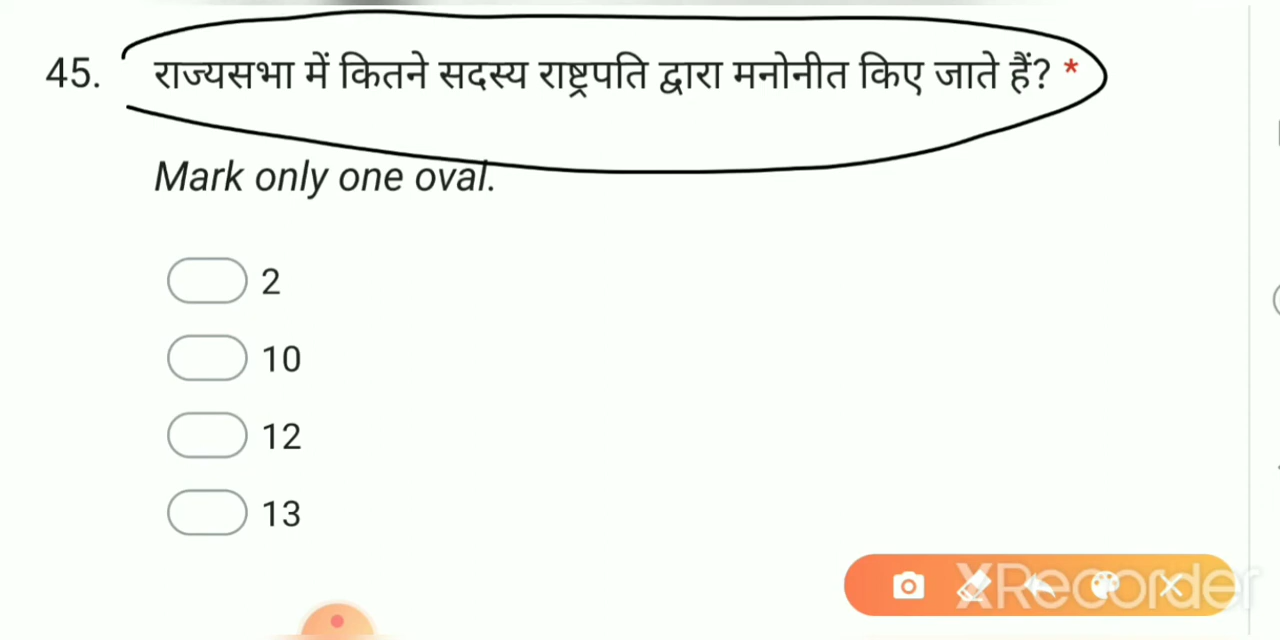 45. राज्यसभा में कितने सदस्य राष्ट्रपति द्वारा मनोनीत किए जाते हैं? *
Mark only one oval.
2
10
12
13
XRecorder